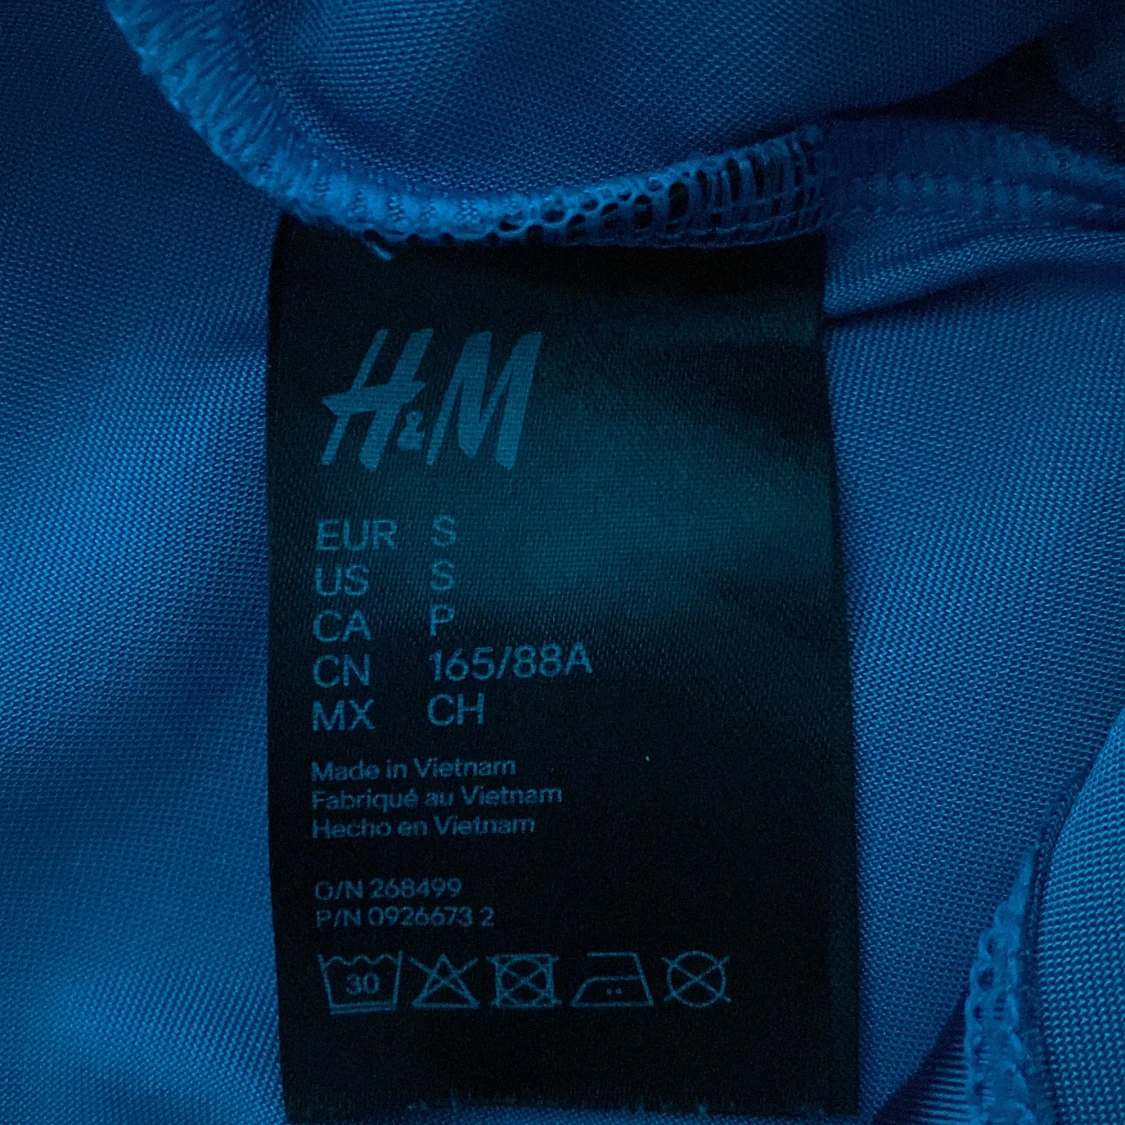 H&M
EUR S
US S
CA P
CN 165/88A
MX CH
Made in Vietnam
Fabriqué au Vietnam
Hecho en Vietnam
O/N 268499
P/N 0926673 2
30